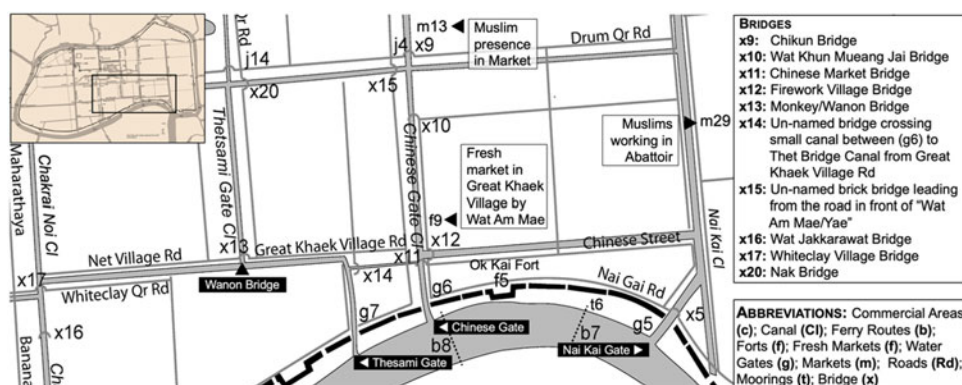 m13
Muslim
presence
in Market
Drum Qr Rd
j14
j4
x9
x20
x15
Thetsami Gate Cl
Chinese Gate Cl
x10
Muslims
working in
Abattoir
m29
Fresh
market in
Great Khaek
Village by
Wat Am Mae
f9
Maharathaya
Chakrai Noi Cl
Nai Kai Cl
Net Village Rd
x13
Great Khaek Village Rd
x11
x12
Chinese Street
x17
Wanon Bridge
x14
Ok Kai Fort
f5
Nai Gai Rd
Whiteclay Qr Rd
g7
g6
t6
x16
Chinese Gate
b8
b7
g5
x5
Thesami Gate
Nai Kai Gate
BRIDGES
x9: Chikun Bridge
x10: Wat Khun Mueang Jai Bridge
x11: Chinese Market Bridge
x12: Firework Village Bridge
x13: Monkey/Wanon Bridge
x14: Un-named bridge crossing
small canal between (g6) to
Thet Bridge Canal from Great
Khaek Village Rd
x15: Un-named brick bridge leading
from the road in front of "Wat
Am Mae/Yae"
x16: Wat Jakkarawat Bridge
x17: Whiteclay Village Bridge
x20: Nak Bridge
ABBREVIATIONS: Commercial Areas
(c); Canal (Cl); Ferry Routes (b);
Forts (f); Fresh Markets (f); Water
Gates (g); Markets (m); Roads (Rd);
Moorings (t); Bridge (x)